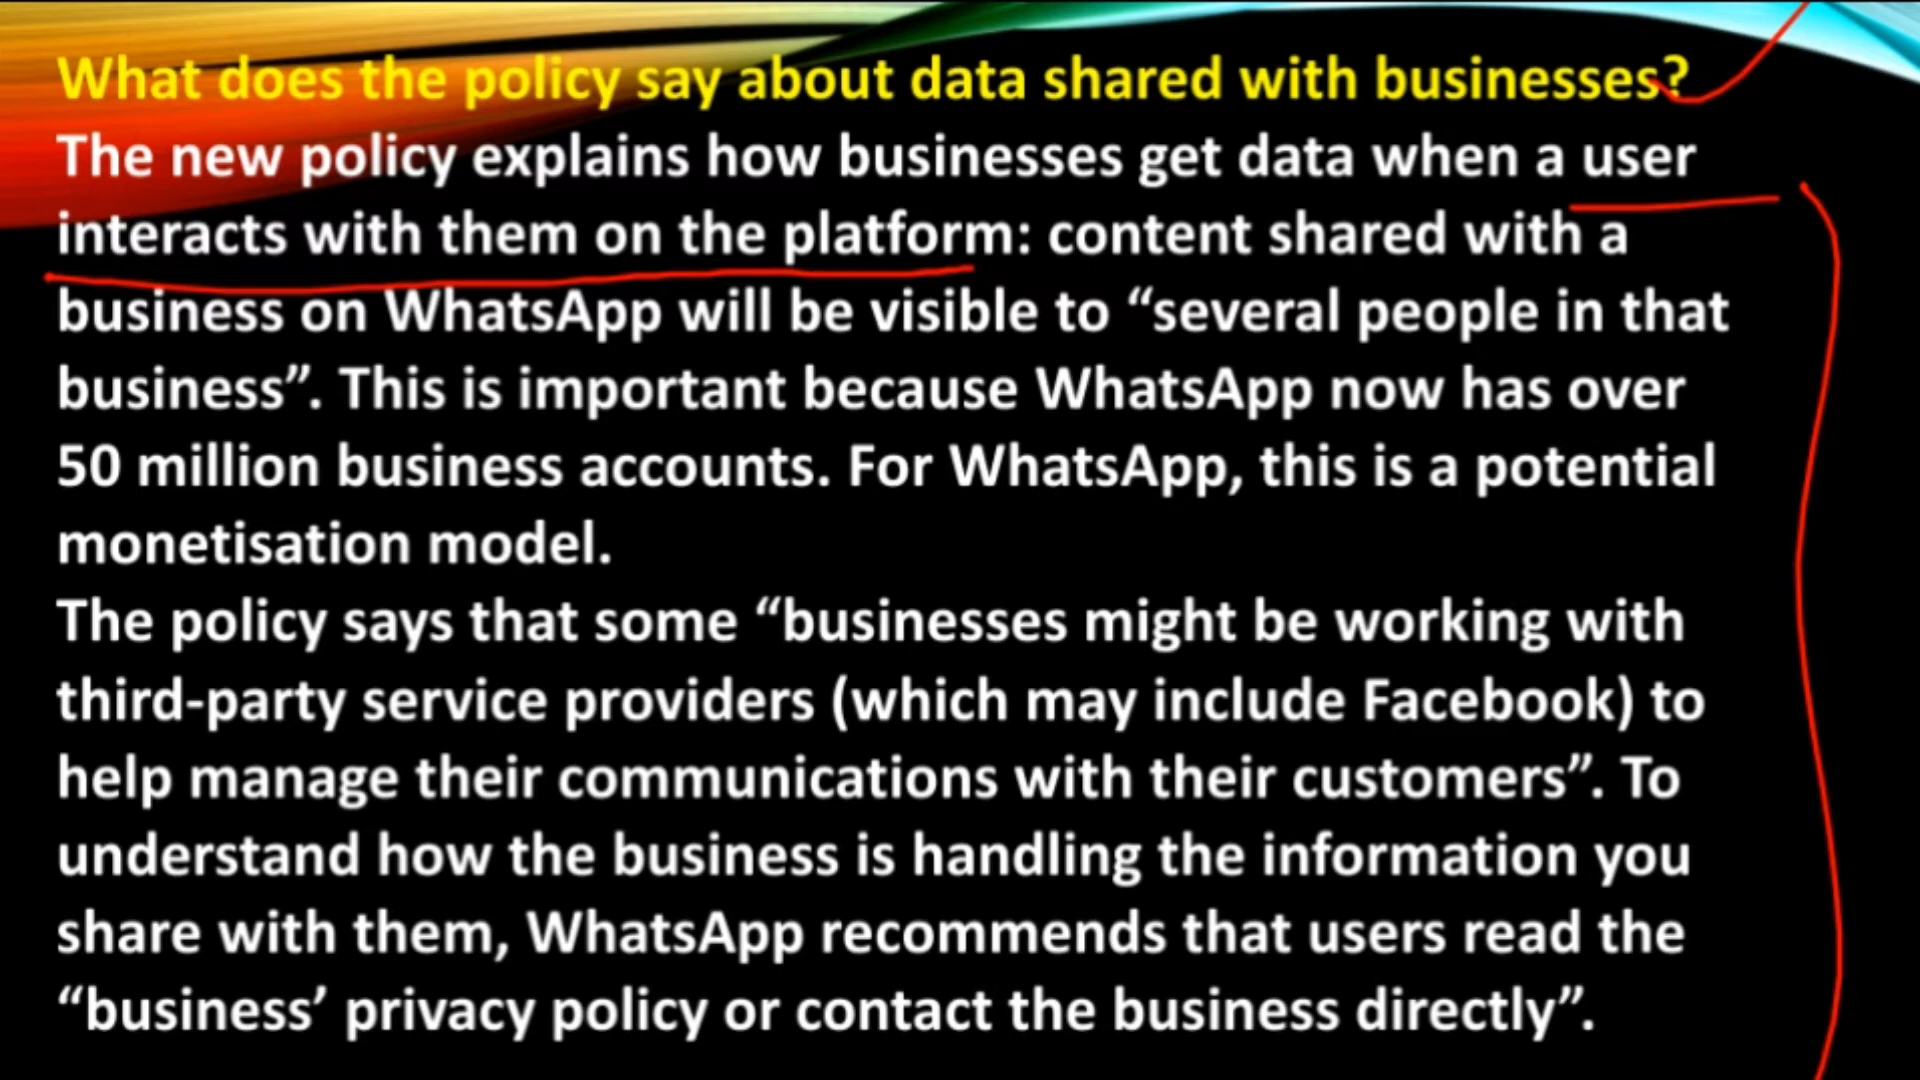 What does the policy say about data shared with businesses?
The new policy explains how businesses get data when a user
interacts with them on the platform: content shared with a
business on WhatsApp will be visible to “several people in that
business”. This is important because WhatsApp now has over
50 million business accounts. For WhatsApp, this is a potential
monetisation model.
The policy says that some “businesses might be working with
third-party service providers (which may include Facebook) to
help manage their communications with their customers”. To
understand how the business is handling the information you
share with them, WhatsApp recommends that users read the
“business’ privacy policy or contact the business directly”.